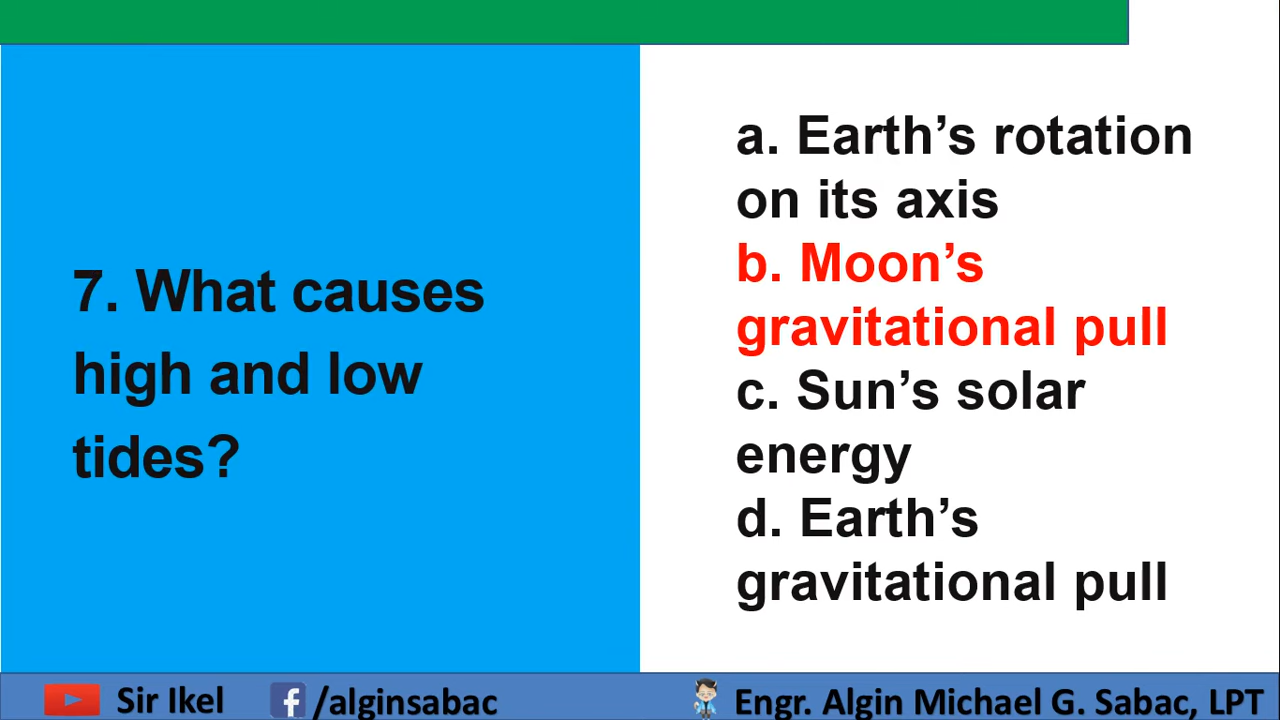 7. What causes
high and low
tides?
a. Earth’s rotation
on its axis
b. Moon’s
gravitational pull
c. Sun’s solar
energy
d. Earth’s
gravitational pull
Sir Ikel
/alginsabac
Engr. Algin Michael G. Sabac, LPT